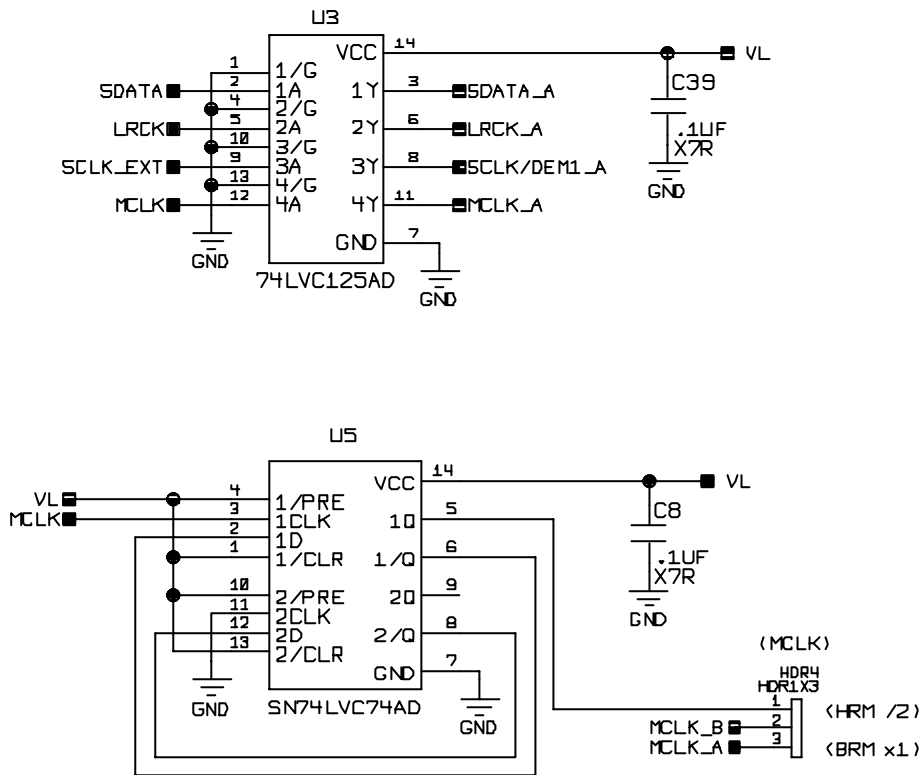 U3
VCC 14 VL
1 1/G
SDATA 2 1A 1Y 3 SDATA_A
4 2/G
LRCK 5 2A 2Y 6 LRCK_A
10 3/G
SCLK_EXT 9 3A 3Y 8 SCLK/DEM1_A
13 4/G
MCLK 12 4A 4Y 11 MCLK_A
GND 7
GND
74LVC125AD
GND
C39
.1UF
X7R
GND
U5
VCC 14 VL
VL 4 1/PRE
MCLK 3 1CLK 1Q 5
2 1D
1 1/CLR 1/Q 6
10 2/PRE 2Q 9
11 2CLK
12 2D 2/Q 8
13 2/CLR
GND 7
GND
SN74LVC74AD
GND
C8
.1UF
X7R
GND
(MCLK)
HDR4
HDR1X3
1 (HRM /2)
MCLK_B 2
MCLK_A 3 (BRM x1)